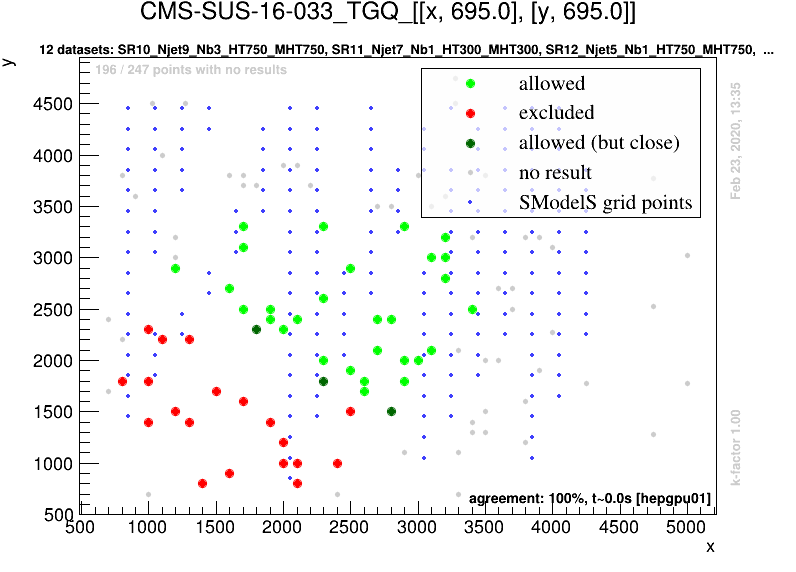 CMS-SUS-16-033_TGQ_[[x, 695.0], [y, 695.0]]
12 datasets: SR10_Njet9_Nb3_HT750_MHT750, SR11_Njet7_Nb1_HT300_MHT300, SR12_Njet5_Nb1_HT750_MHT750, ...
y
196 / 247 points with no results
allowed
excluded
allowed (but close)
no result
SModelS grid points
4500
4000
3500
3000
2500
2000
1500
1000
500
Feb 23, 2020, 13:35
k-factor 1.00
agreement: 100%, t~0.0s [hepgpu01]
500 1000 1500 2000 2500 3000 3500 4000 4500 5000
x